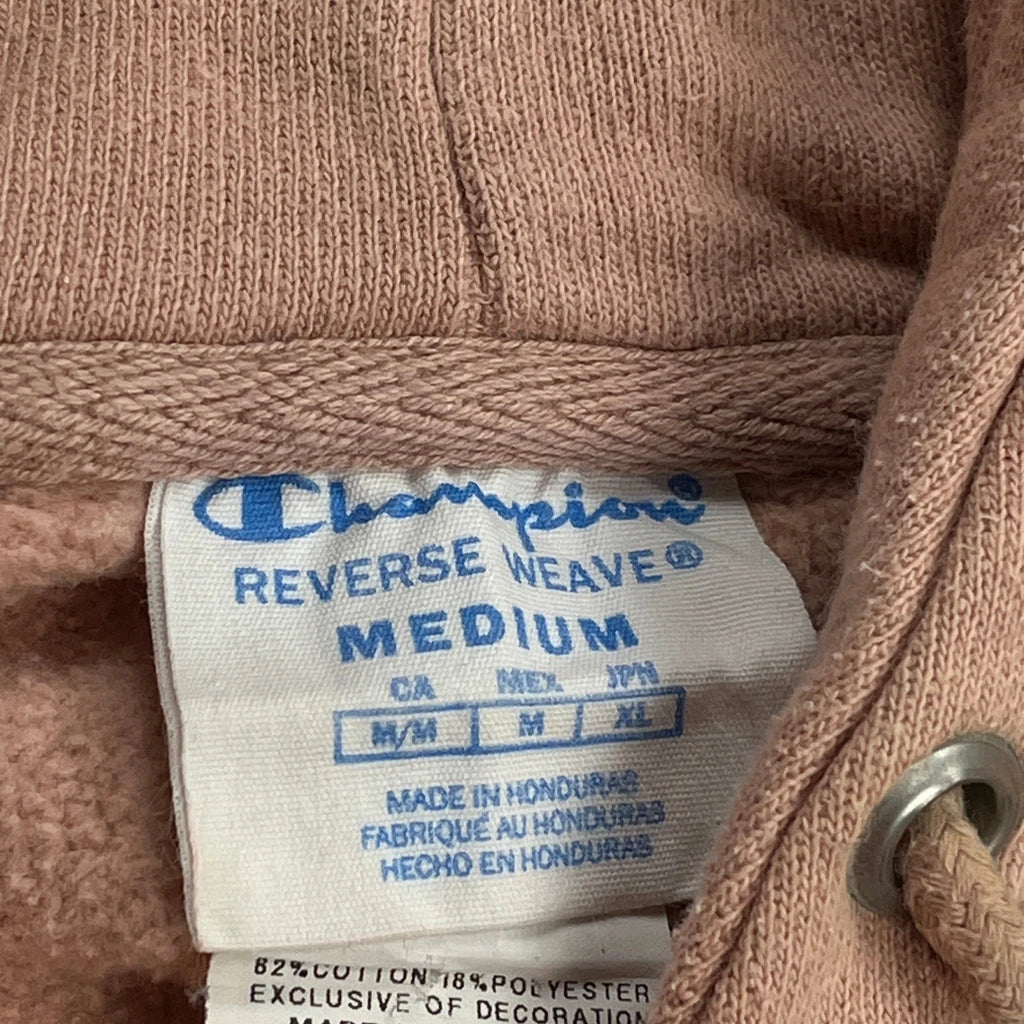 Champion
REVERSE WEAVE®
MEDIUM
CA MEX JPN
M/M M XL
MADE IN HONDURAS
FABRIQUÉ AU HONDURAS
HECHO EN HONDURAS
82% COTTON 18% POLYESTER
EXCLUSIVE OF DECORATION